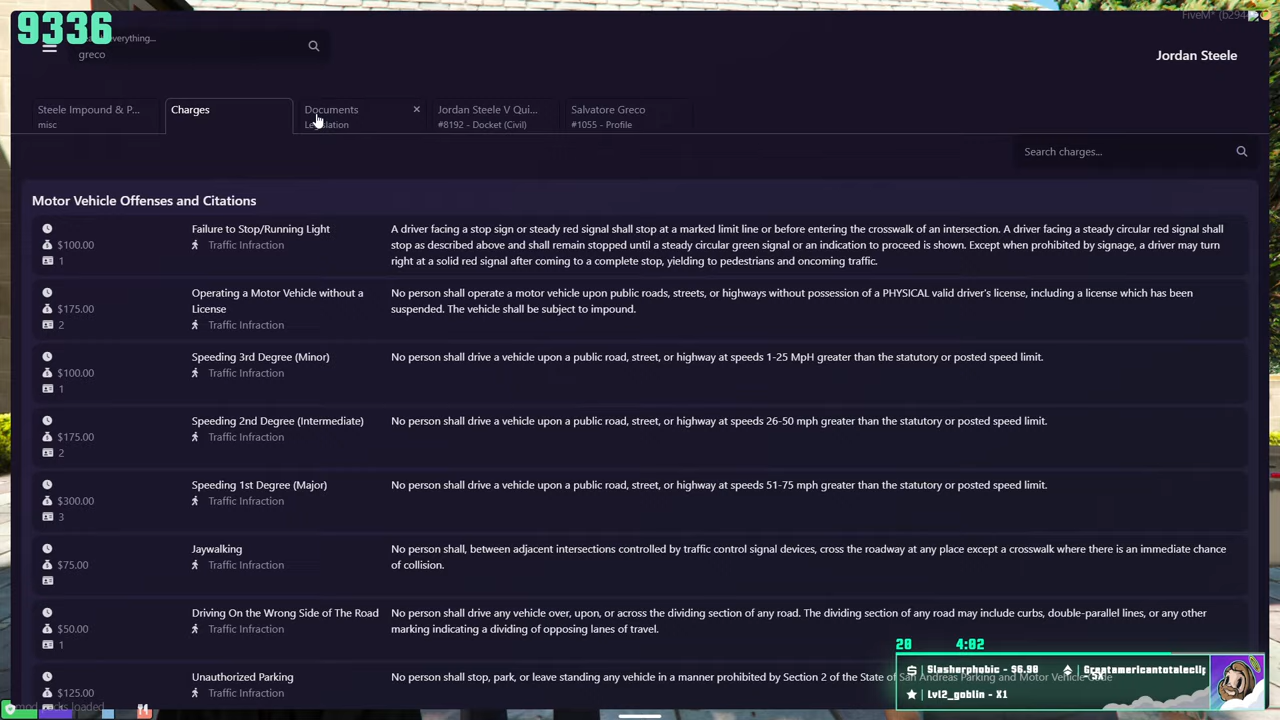 9336
everything...
greco
FiveM* (b294
Jordan Steele
Steele Impound & P...
misc
Charges
Documents
Legislation
Jordan Steele V Qui...
#8192 - Docket (Civil)
Salvatore Greco
#1055 - Profile
Search charges...
Motor Vehicle Offenses and Citations
$100.00
1
Failure to Stop/Running Light
Traffic Infraction
A driver facing a stop sign or steady red signal shall stop at a marked limit line or before entering the crosswalk of an intersection. A driver facing a steady circular red signal shall
stop as described above and shall remain stopped until a steady circular green signal or an indication to proceed is shown. Except when prohibited by signage, a driver may turn
right at a solid red signal after coming to a complete stop, yielding to pedestrians and oncoming traffic.
$175.00
2
Operating a Motor Vehicle without a
License
Traffic Infraction
No person shall operate a motor vehicle upon public roads, streets, or highways without possession of a PHYSICAL valid driver's license, including a license which has been
suspended. The vehicle shall be subject to impound.
$100.00
1
Speeding 3rd Degree (Minor)
Traffic Infraction
No person shall drive a vehicle upon a public road, street, or highway at speeds 1-25 MpH greater than the statutory or posted speed limit.
$175.00
2
Speeding 2nd Degree (Intermediate)
Traffic Infraction
No person shall drive a vehicle upon a public road, street, or highway at speeds 26-50 mph greater than the statutory or posted speed limit.
$300.00
3
Speeding 1st Degree (Major)
Traffic Infraction
No person shall drive a vehicle upon a public road, street, or highway at speeds 51-75 mph greater than the statutory or posted speed limit.
$75.00
Jaywalking
Traffic Infraction
No person shall, between adjacent intersections controlled by traffic control signal devices, cross the roadway at any place except a crosswalk where there is an immediate chance
of collision.
$50.00
1
Driving On the Wrong Side of The Road
Traffic Infraction
No person shall drive any vehicle over, upon, or across the dividing section of any road. The dividing section of any road may include curbs, double-parallel lines, or any other
marking indicating a dividing of opposing lanes of travel.
$125.00
Unauthorized Parking
Traffic Infraction
No person shall stop, park, or leave standing any vehicle in a manner prohibited by Section 2 of the State of San Andreas Parking and Motor Vehicle
20 4:02
Slasherphobic - $6.98
Greatamericantotaleclip
- 5X
Lvl2_goblin - X1
loaded